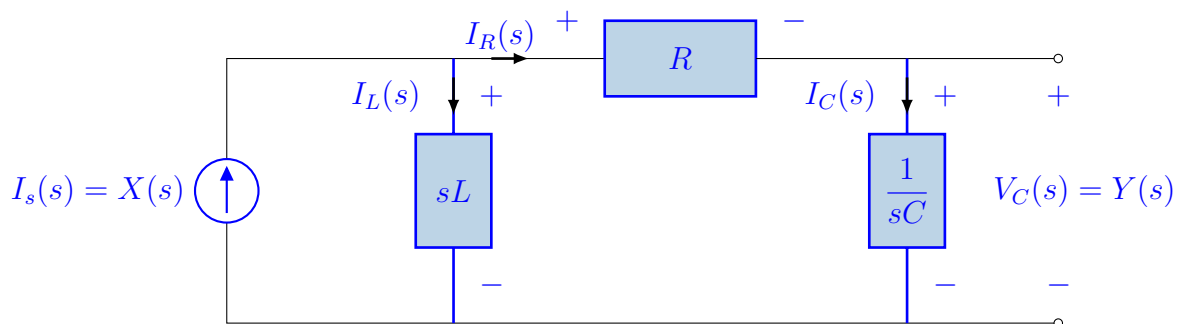 I_R(s)
+
−
R
I_L(s)
+
I_C(s)
+
+
I_s(s) = X(s)
sL
1/sC
V_C(s) = Y(s)
−
−
−